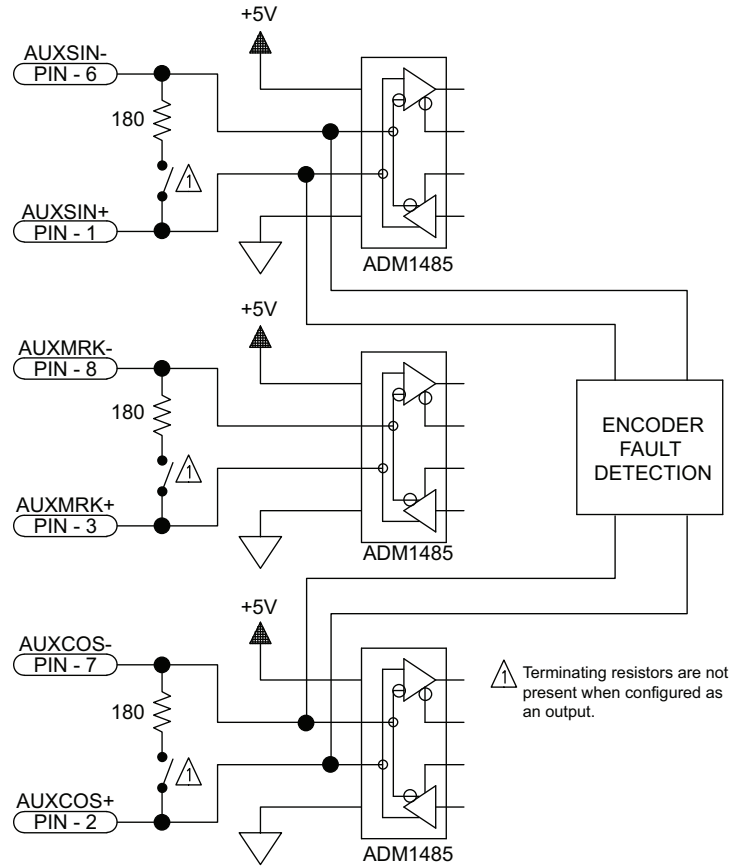 +5V
AUXSIN-
PIN - 6
180
1
AUXSIN+
PIN - 1
ADM1485
+5V
AUXMRK-
PIN - 8
180
1
AUXMRK+
PIN - 3
ADM1485
ENCODER
FAULT
DETECTION
+5V
AUXCOS-
PIN - 7
180
1
AUXCOS+
PIN - 2
ADM1485
1 Terminating resistors are not
present when configured as
an output.